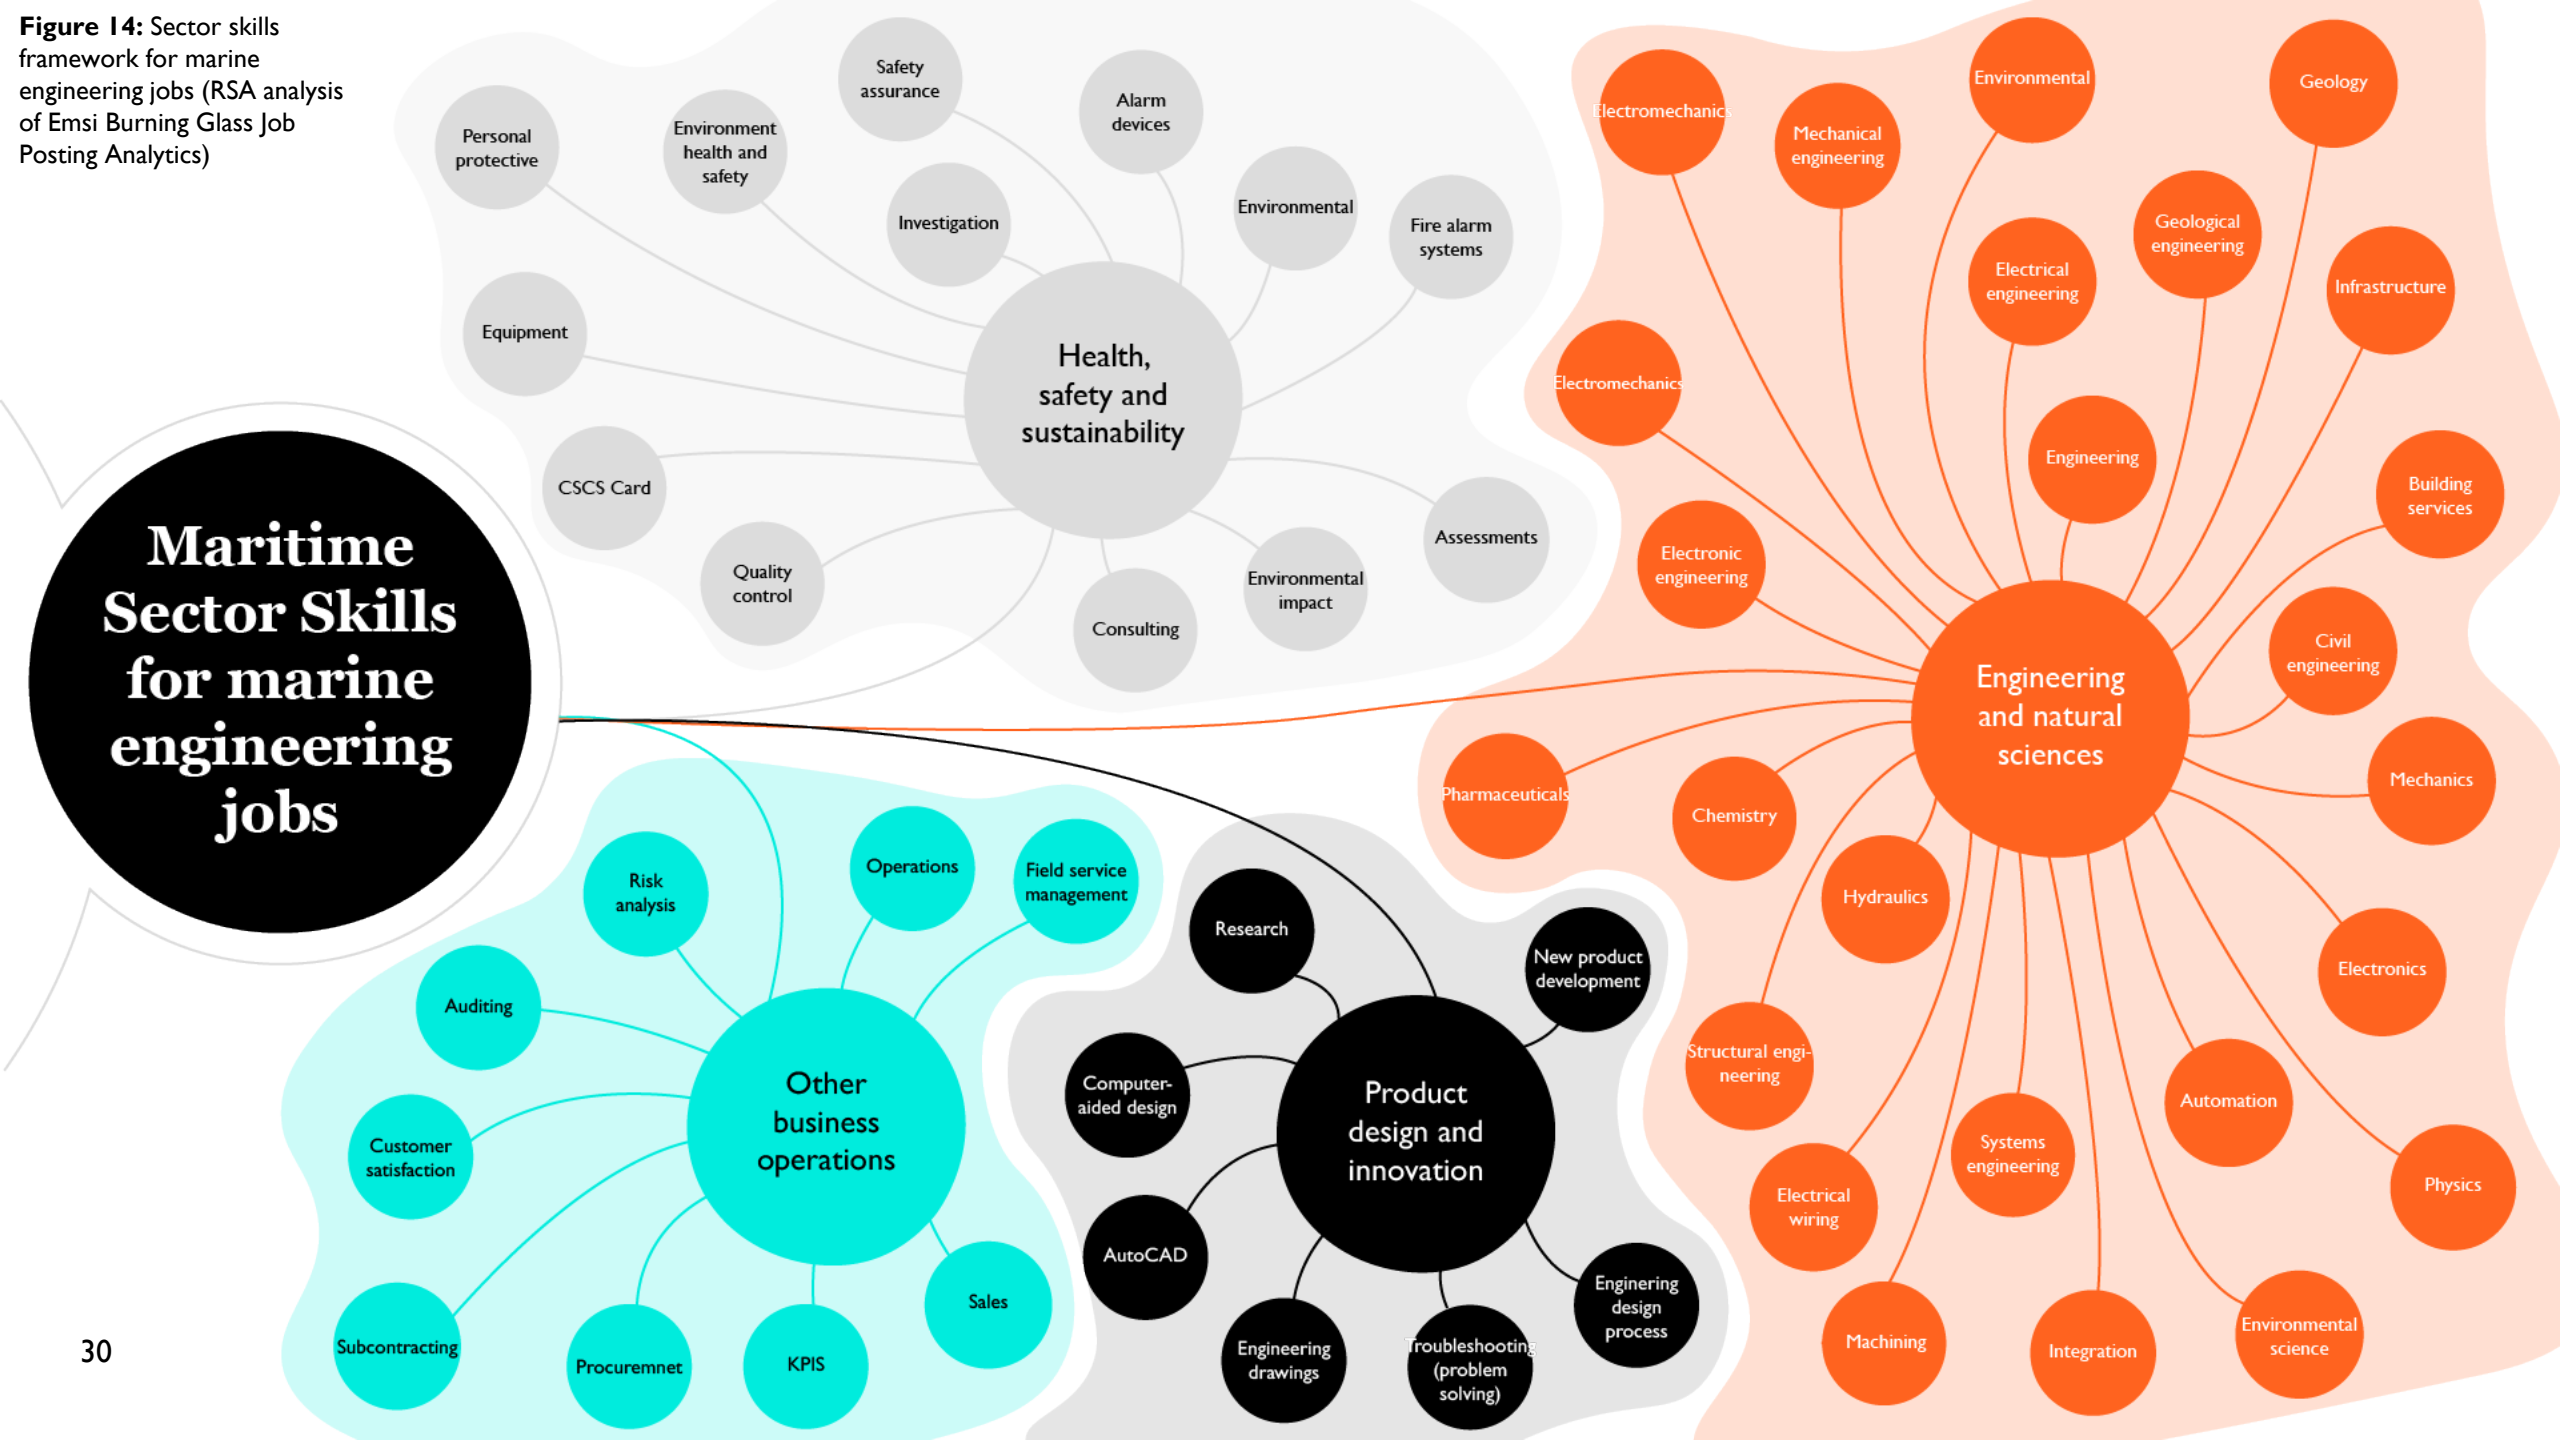 Figure 14: Sector skills
framework for marine
engineering jobs (RSA analysis
of Emsi Burning Glass Job
Posting Analytics)
Maritime
Sector Skills
for marine
engineering
jobs
Health,
safety and
sustainability
Personal
protective
Environment
health and
safety
Safety
assurance
Investigation
Alarm
devices
Environmental
Fire alarm
systems
Equipment
CSCS Card
Quality
control
Consulting
Environmental
impact
Assessments
Engineering
and natural
sciences
Electromechanics
Mechanical
engineering
Environmental
Geology
Electrical
engineering
Geological
engineering
Infrastructure
Electromechanics
Engineering
Building
services
Electronic
engineering
Civil
engineering
Pharmaceuticals
Chemistry
Mechanics
Hydraulics
Electronics
Structural engi-
neering
Automation
Systems
engineering
Physics
Electrical
wiring
Machining
Integration
Environmental
science
Other
business
operations
Risk
analysis
Operations
Field service
management
Auditing
Customer
satisfaction
Subcontracting
Procuremnet
KPIS
Sales
Product
design and
innovation
Research
New product
development
Computer-
aided design
AutoCAD
Engineering
drawings
Troubleshooting
(problem
solving)
Enginering
design
process
30